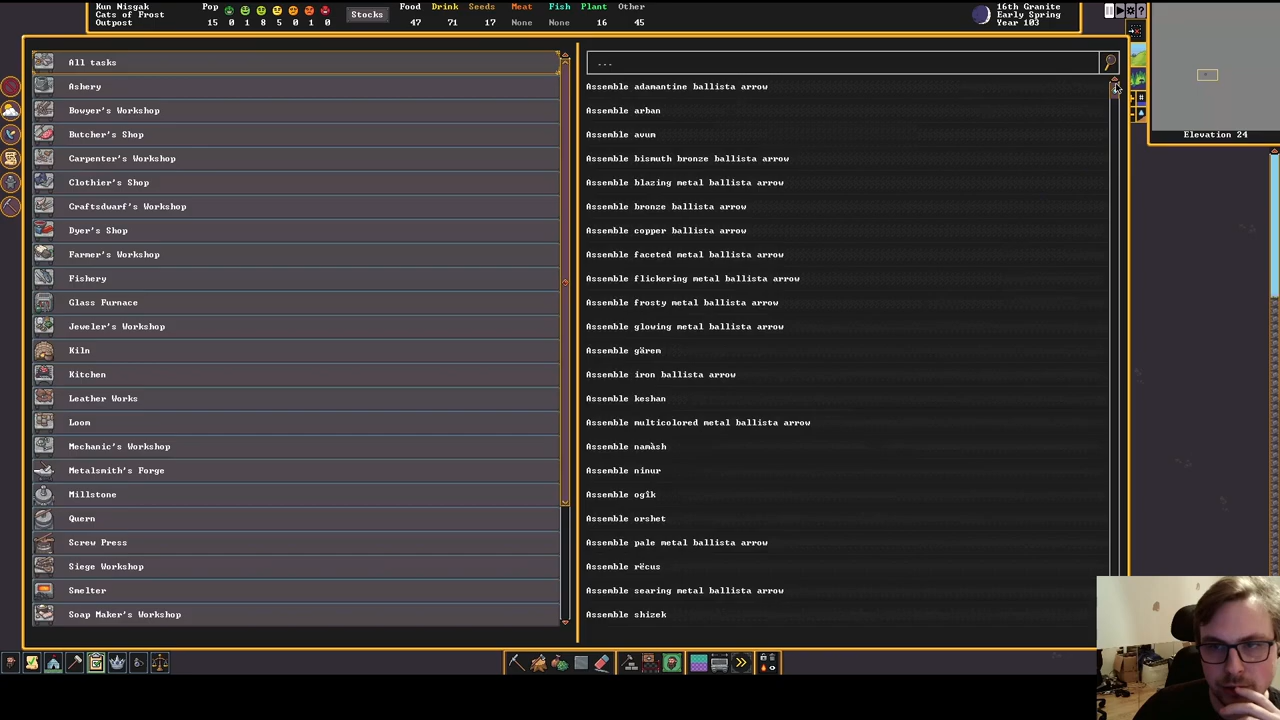 Kun Nisgak
Cats of Frost
Outpost
Pop
15 0 1 8 5 0 1 0
Stocks
Food Drink Seeds Meat Fish Plant Other
47 71 17 None None 16 45
16th Granite
Early Spring
Year 103
Elevation 24
All tasks
Ashery
Bowyer's Workshop
Butcher's Shop
Carpenter's Workshop
Clothier's Shop
Craftsdwarf's Workshop
Dyer's Shop
Farmer's Workshop
Fishery
Glass Furnace
Jeweler's Workshop
Kiln
Kitchen
Leather Works
Loom
Mechanic's Workshop
Metalsmith's Forge
Millstone
Quern
Screw Press
Siege Workshop
Smelter
Soap Maker's Workshop
...
Assemble adamantine ballista arrow
Assemble arban
Assemble avum
Assemble bismuth bronze ballista arrow
Assemble blazing metal ballista arrow
Assemble bronze ballista arrow
Assemble copper ballista arrow
Assemble faceted metal ballista arrow
Assemble flickering metal ballista arrow
Assemble frosty metal ballista arrow
Assemble glowing metal ballista arrow
Assemble gärem
Assemble iron ballista arrow
Assemble keshan
Assemble multicolored metal ballista arrow
Assemble namàsh
Assemble ninur
Assemble ogîk
Assemble orshet
Assemble pale metal ballista arrow
Assemble rëcus
Assemble searing metal ballista arrow
Assemble shizek